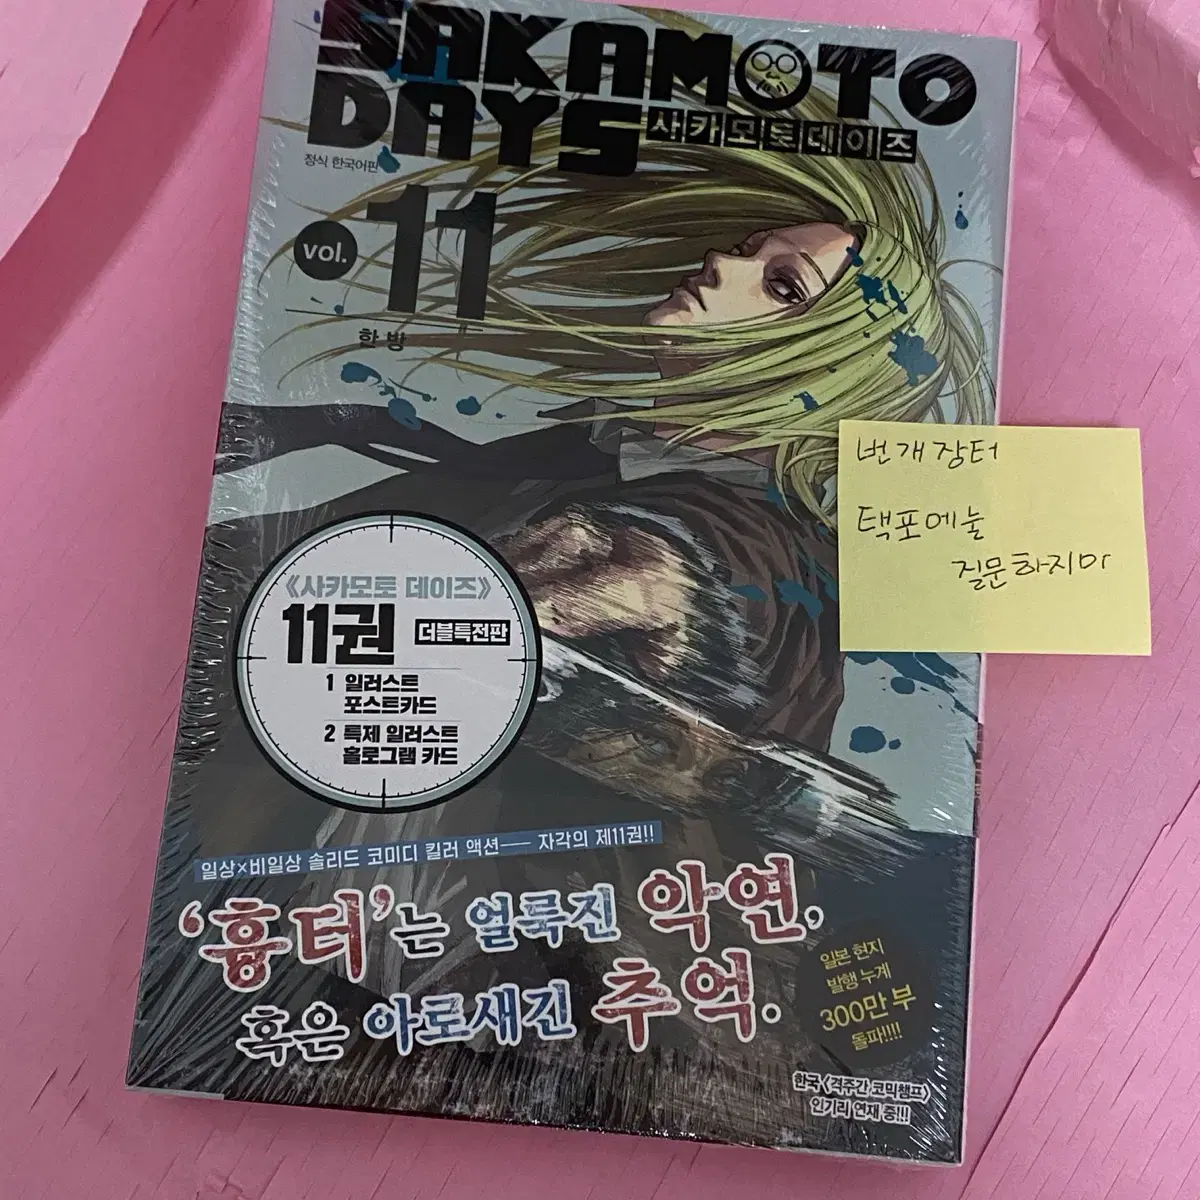 SAKAMOTO
DAYS
사카모토데이즈
정식 한국어판
vol. 11
한 방
번개장터
택포에눌
질문하지마
《사카모토 데이즈》
11권 더블특전판
1 일러스트
포스트카드
2 특제 일러스트
홀로그램 카드
일상×비일상 솔리드 코미디 킬러 액션── 자각의 제11권!!
‘흉터’는 얼룩진 악연,
혹은 아로새긴 추억.
일본 현지
발행 누계
300만 부
돌파!!!!
한국 〈격주간 코믹챔프〉
인기리 연재 중!!!